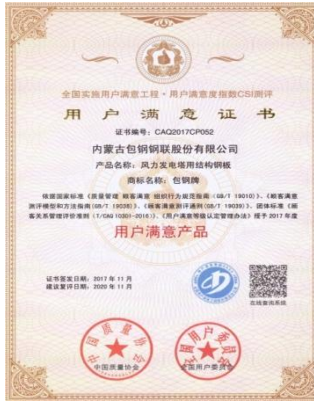 全国实施用户满意工程·用户满意度指数CSI测评
用户满意证书
证书编号：CAQ2017CP052
内蒙古包钢钢联股份有限公司
产品名称：风力发电塔用结构钢板
商标名称：包钢牌
依据国家标准《质量管理 顾客满意 组织行为规范指南（GB/T 19010）》、《顾客满意
测评模型和方法指南（GB/T 19038）》、《顾客满意测评通则（GB/T 19039）》、团体标准《顾
客关系管理评价准则（T/CAQ 10301-2016）》、《用户满意等级认定管理办法》授予 2017 年度
用户满意产品
证书签发日期：2017 年 11 月
建议复评日期：2020 年 11 月
在线查询系统
中国质量协会
中国质量协会
全国用户委员会